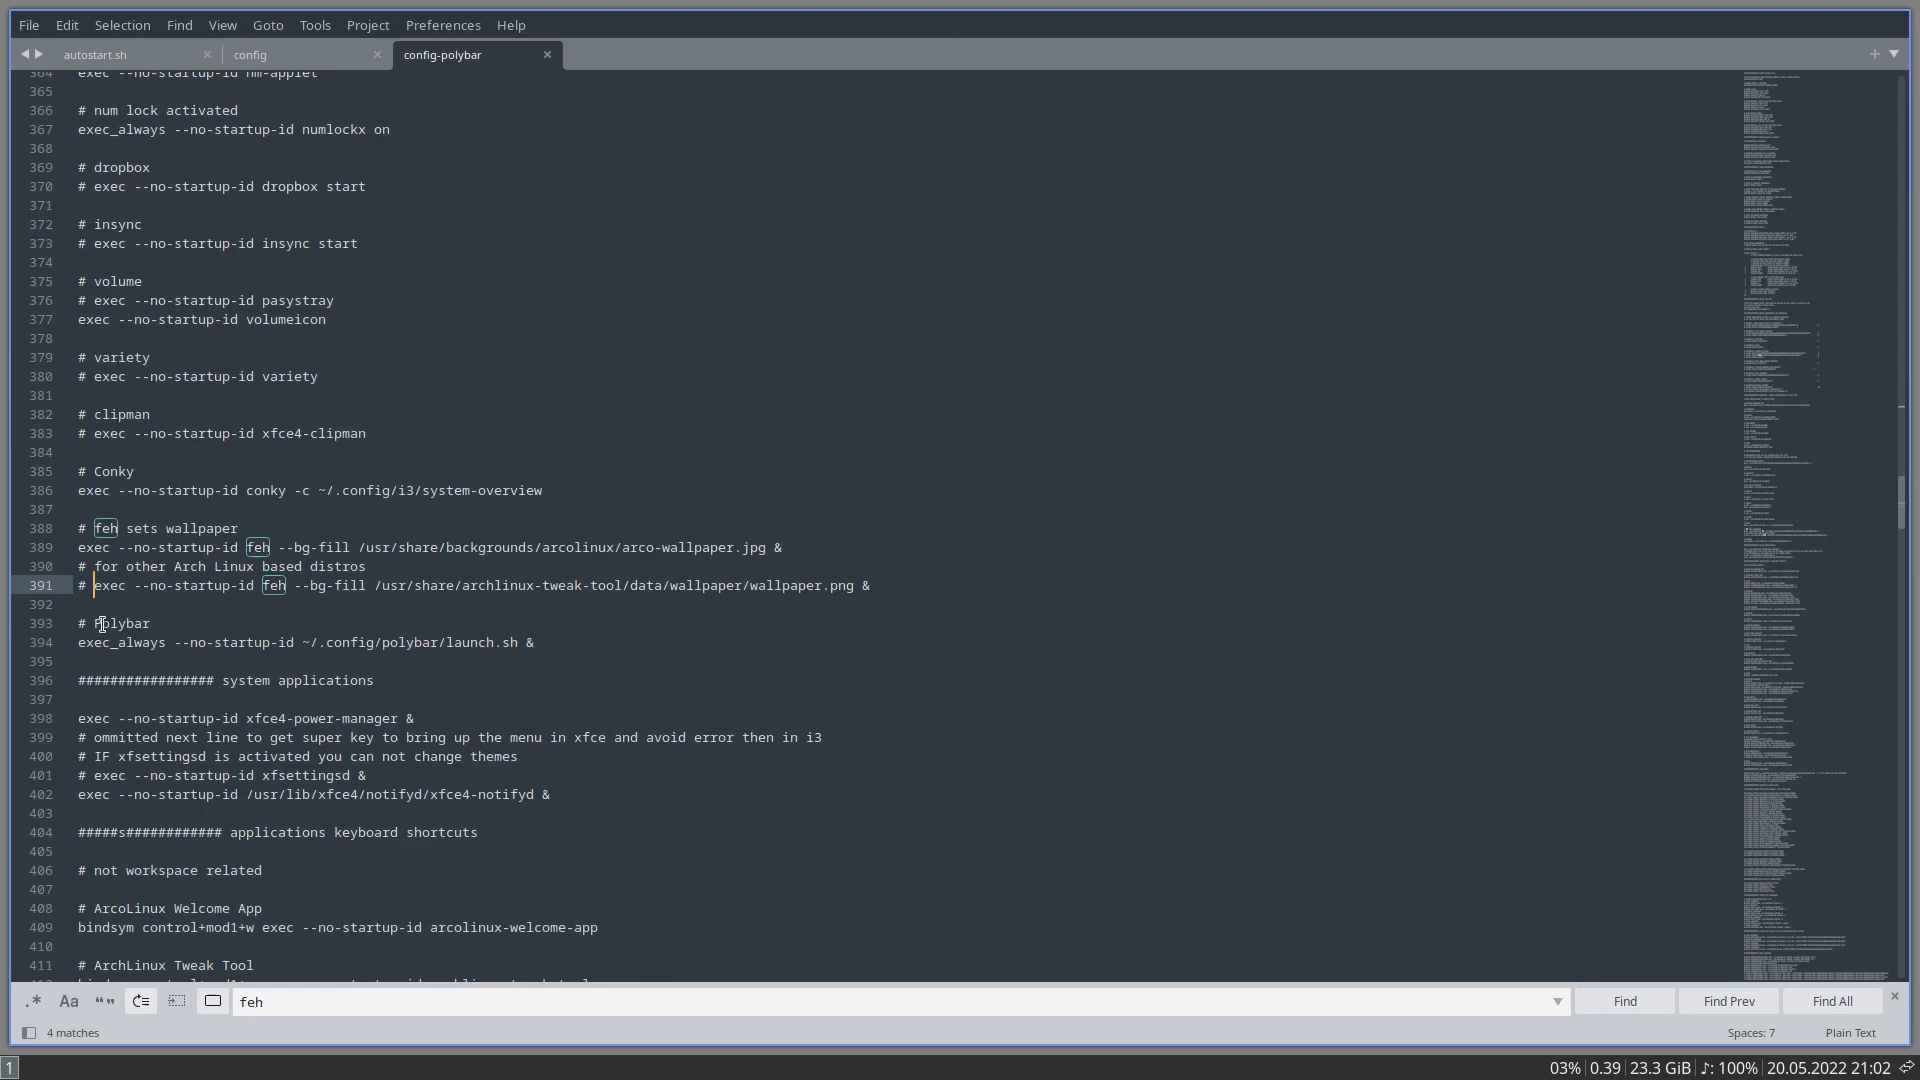 File Edit Selection Find View Goto Tools Project Preferences Help
autostart.sh × config × config-polybar ×
364 exec --no-startup-id nm-applet
365
366 # num lock activated
367 exec_always --no-startup-id numlockx on
368
369 # dropbox
370 # exec --no-startup-id dropbox start
371
372 # insync
373 # exec --no-startup-id insync start
374
375 # volume
376 # exec --no-startup-id pasystray
377 exec --no-startup-id volumeicon
378
379 # variety
380 # exec --no-startup-id variety
381
382 # clipman
383 # exec --no-startup-id xfce4-clipman
384
385 # Conky
386 exec --no-startup-id conky -c ~/.config/i3/system-overview
387
388 # feh sets wallpaper
389 exec --no-startup-id feh --bg-fill /usr/share/backgrounds/arcolinux/arco-wallpaper.jpg &
390 # for other Arch Linux based distros
391 # exec --no-startup-id feh --bg-fill /usr/share/archlinux-tweak-tool/data/wallpaper/wallpaper.png &
392
393 # Polybar
394 exec_always --no-startup-id ~/.config/polybar/launch.sh &
395
396 ################# system applications
397
398 exec --no-startup-id xfce4-power-manager &
399 # ommitted next line to get super key to bring up the menu in xfce and avoid error then in i3
400 # IF xfsettingsd is activated you can not change themes
401 # exec --no-startup-id xfsettingsd &
402 exec --no-startup-id /usr/lib/xfce4/notifyd/xfce4-notifyd &
403
404 #####s############ applications keyboard shortcuts
405
406 # not workspace related
407
408 # ArcoLinux Welcome App
409 bindsym control+mod1+w exec --no-startup-id arcolinux-welcome-app
410
411 # ArchLinux Tweak Tool
.* Aa “” feh Find Find Prev Find All ×
4 matches Spaces: 7 Plain Text
1 03% 0.39 23.3 GiB ♪: 100% 20.05.2022 21:02